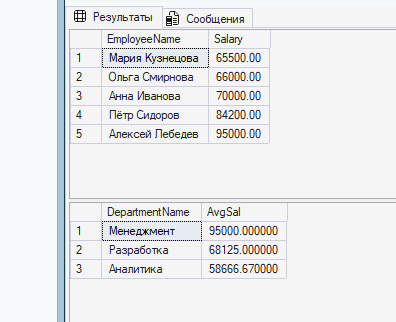 Результаты Сообщения
EmployeeName Salary
1 Мария Кузнецова 65500.00
2 Ольга Смирнова 66000.00
3 Анна Иванова 70000.00
4 Пётр Сидоров 84200.00
5 Алексей Лебедев 95000.00
DepartmentName AvgSal
1 Менеджмент 95000.000000
2 Разработка 68125.000000
3 Аналитика 58666.670000